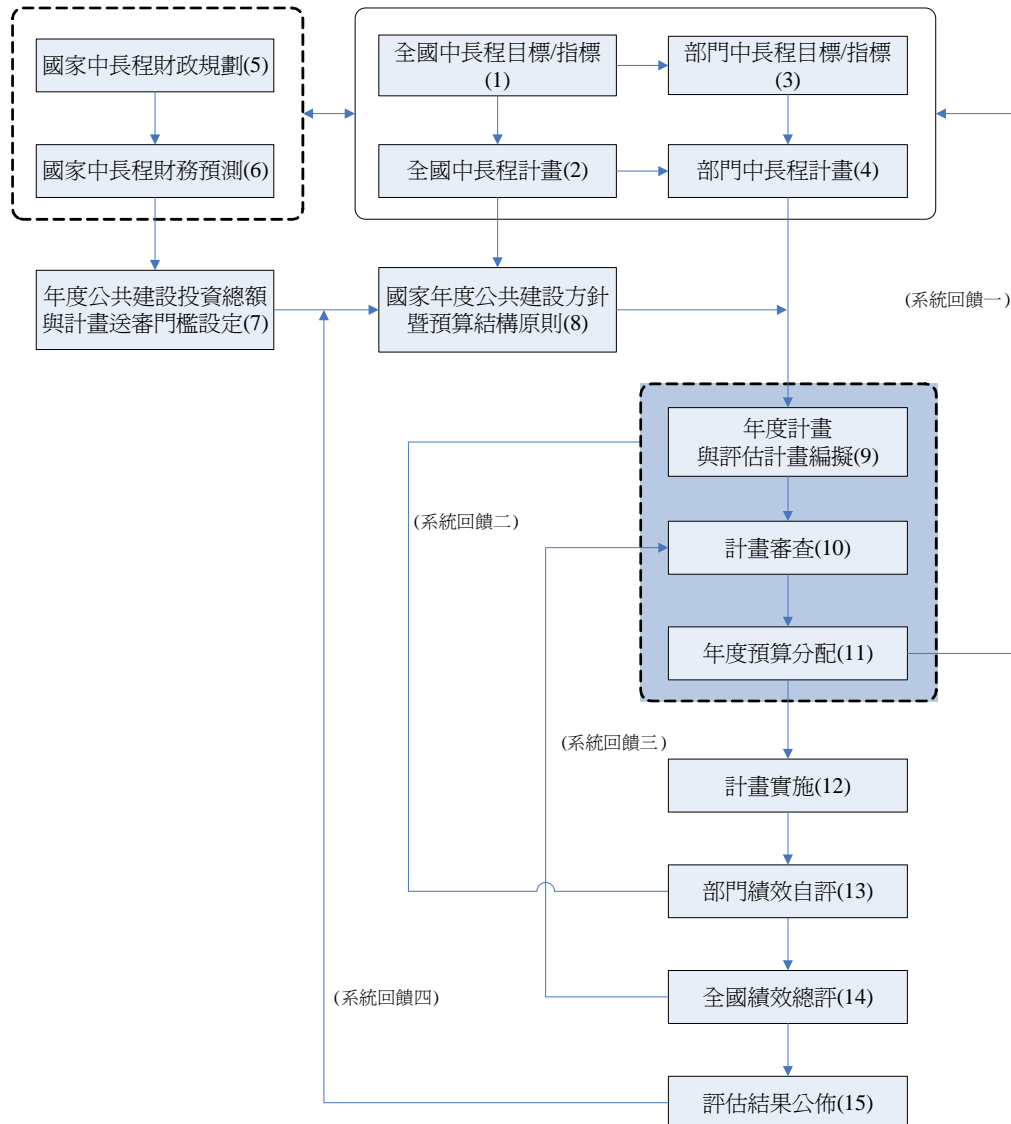 國家中長程財政規劃(5)
國家中長程財務預測(6)
全國中長程目標/指標
(1)
部門中長程目標/指標
(3)
全國中長程計畫(2)
部門中長程計畫(4)
年度公共建設投資總額
與計畫送審門檻設定(7)
國家年度公共建設方針
暨預算結構原則(8)
(系統回饋一)
年度計畫
與評估計畫編擬(9)
(系統回饋二)
計畫審查(10)
年度預算分配(11)
(系統回饋三)
計畫實施(12)
部門績效自評(13)
(系統回饋四)
全國績效總評(14)
評估結果公佈(15)